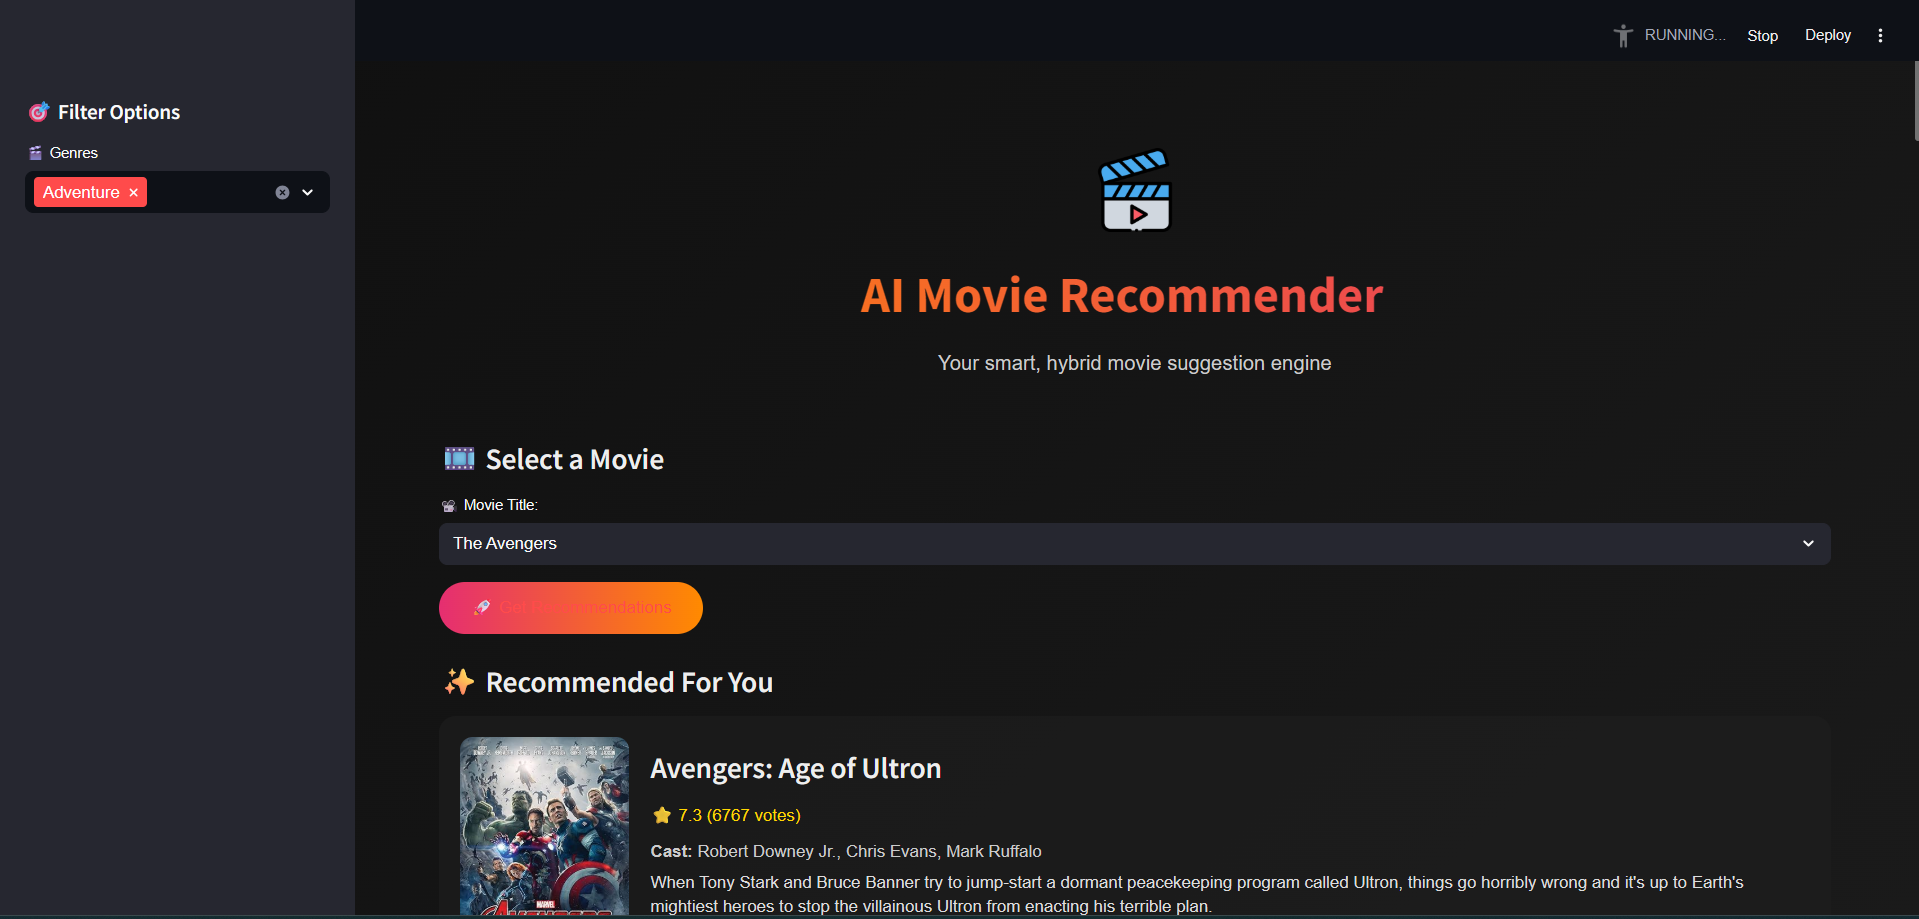 RUNNING...
Stop
Deploy
Filter Options
Genres
Adventure
AI Movie Recommender
Your smart, hybrid movie suggestion engine
Select a Movie
Movie Title:
The Avengers
Get Recommendations
Recommended For You
Avengers: Age of Ultron
7.3 (6767 votes)
Cast: Robert Downey Jr., Chris Evans, Mark Ruffalo
When Tony Stark and Bruce Banner try to jump-start a dormant peacekeeping program called Ultron, things go horribly wrong and it's up to Earth's
mightiest heroes to stop the villainous Ultron from enacting his terrible plan.
MARVEL